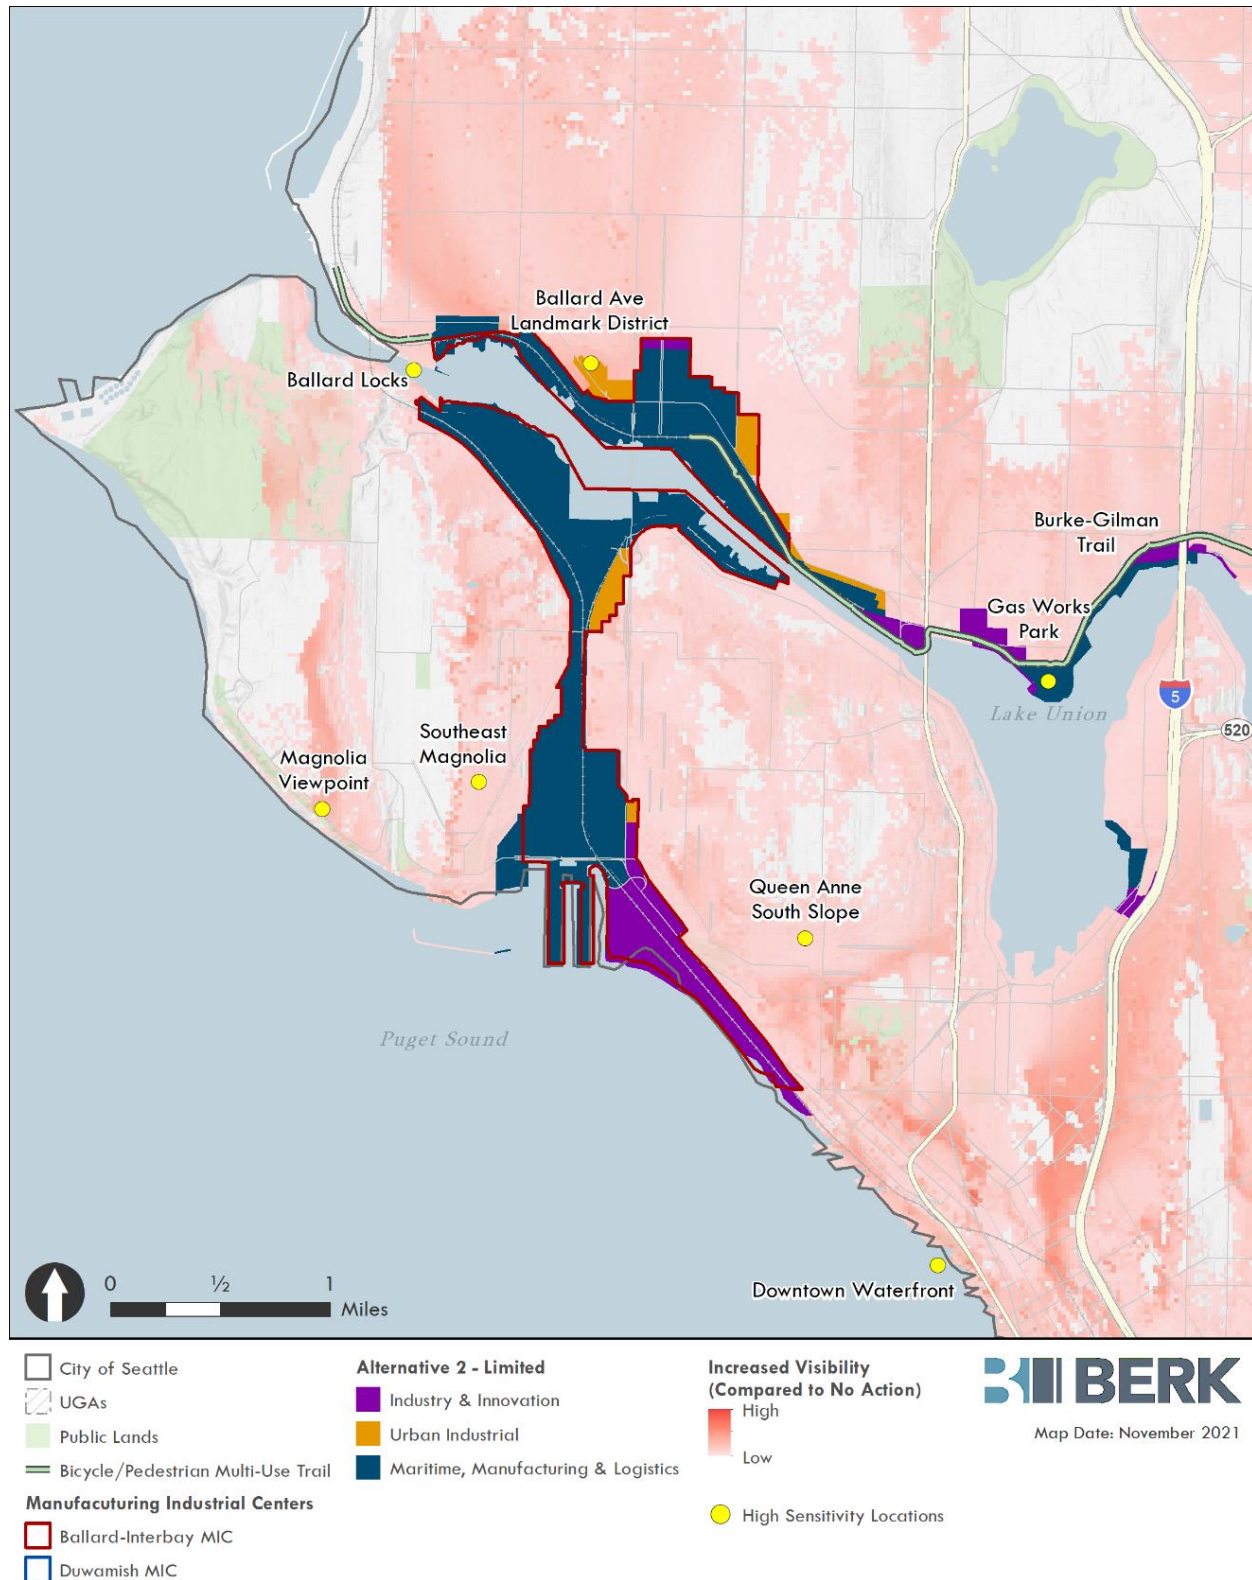 Ballard Ave
Landmark District
Ballard Locks
Burke-Gilman
Trail
Gas Works
Park
Lake Union
5
520
Southeast
Magnolia
Magnolia
Viewpoint
Queen Anne
South Slope
Puget Sound
Downtown Waterfront
0 ½ 1
Miles
City of Seattle
UGAs
Public Lands
Bicycle/Pedestrian Multi-Use Trail
Manufacuturing Industrial Centers
Ballard-Interbay MIC
Duwamish MIC
Alternative 2 - Limited
Industry & Innovation
Urban Industrial
Maritime, Manufacturing & Logistics
Increased Visibility
(Compared to No Action)
High
Low
High Sensitivity Locations
BERK
Map Date: November 2021